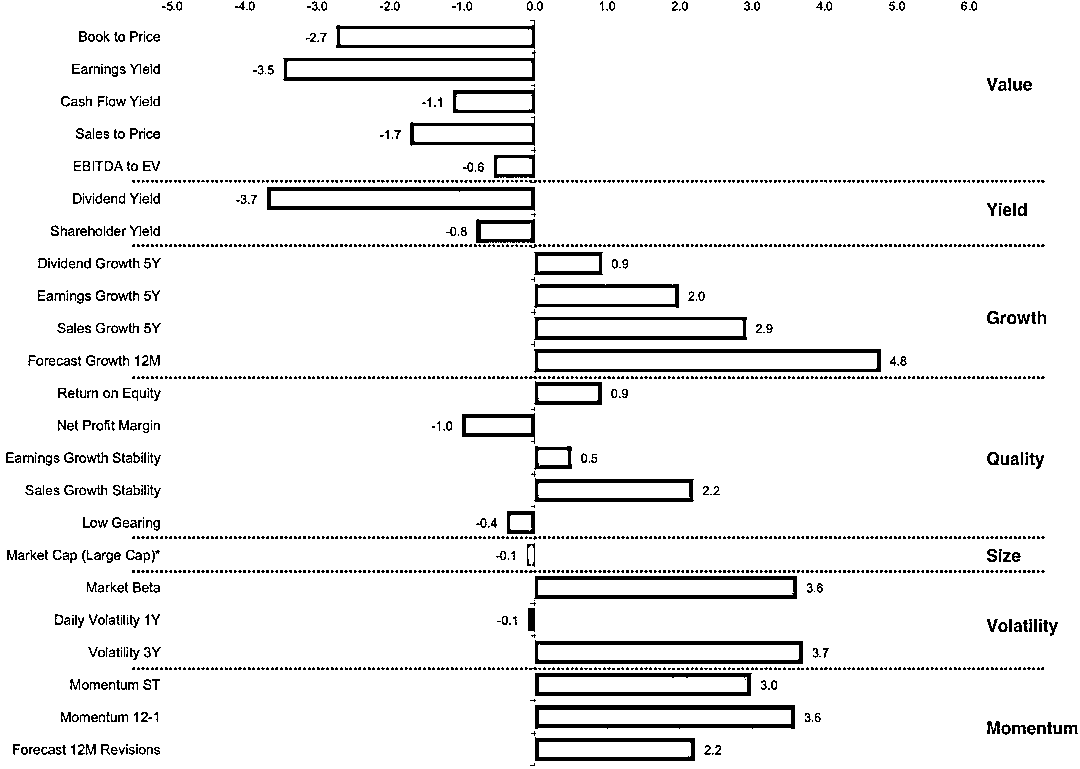 -5.0 -4.0 -3.0 -2.0 -1.0 0.0 1.0 2.0 3.0 4.0 5.0 6.0
Book to Price -2.7
Earnings Yield -3.5
Value
Cash Flow Yield -1.1
Sales to Price -1.7
EBITDA to EV -0.6
Dividend Yield -3.7
Yield
Shareholder Yield -0.8
Dividend Growth 5Y 0.9
Earnings Growth 5Y 2.0
Growth
Sales Growth 5Y 2.9
Forecast Growth 12M 4.8
Return on Equity 0.9
Net Profit Margin -1.0
Earnings Growth Stability 0.5 Quality
Sales Growth Stability 2.2
Low Gearing -0.4
Market Cap (Large Cap)* -0.1 Size
Market Beta 3.6
Daily Volatility 1Y -0.1 Volatility
Volatility 3Y 3.7
Momentum ST 3.0
Momentum 12-1 3.6
Momentum
Forecast 12M Revisions 2.2